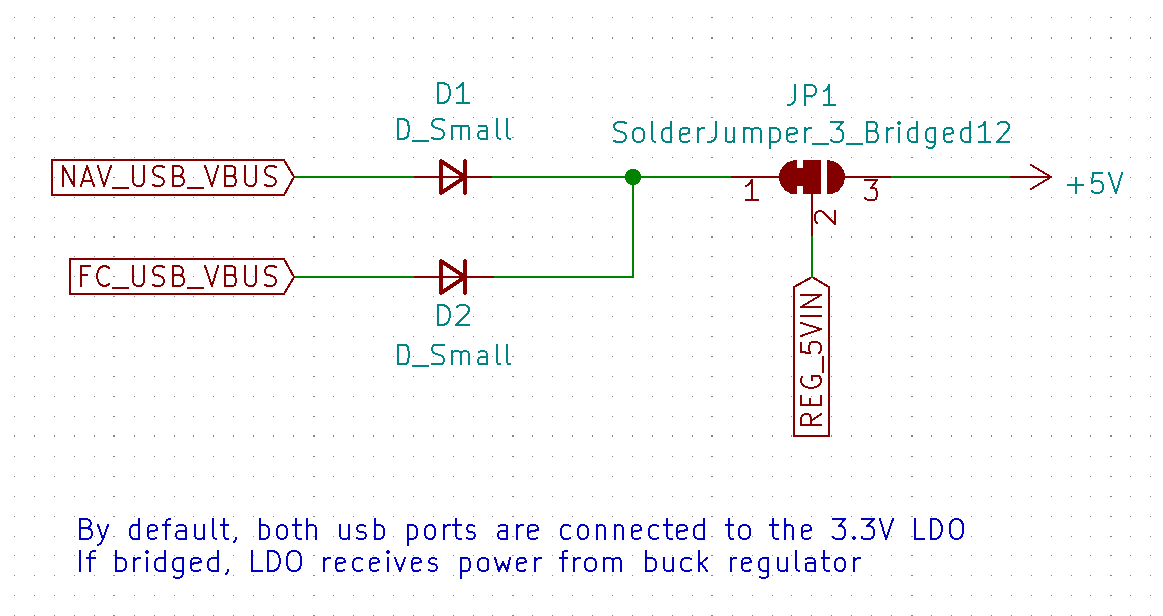 D1
D_Small
JP1
SolderJumper_3_Bridged12
NAV_USB_VBUS
1
3
+5V
2
FC_USB_VBUS
D2
D_Small
REG_5VIN
By default, both usb ports are connected to the 3.3V LDO
If bridged, LDO receives power from buck regulator